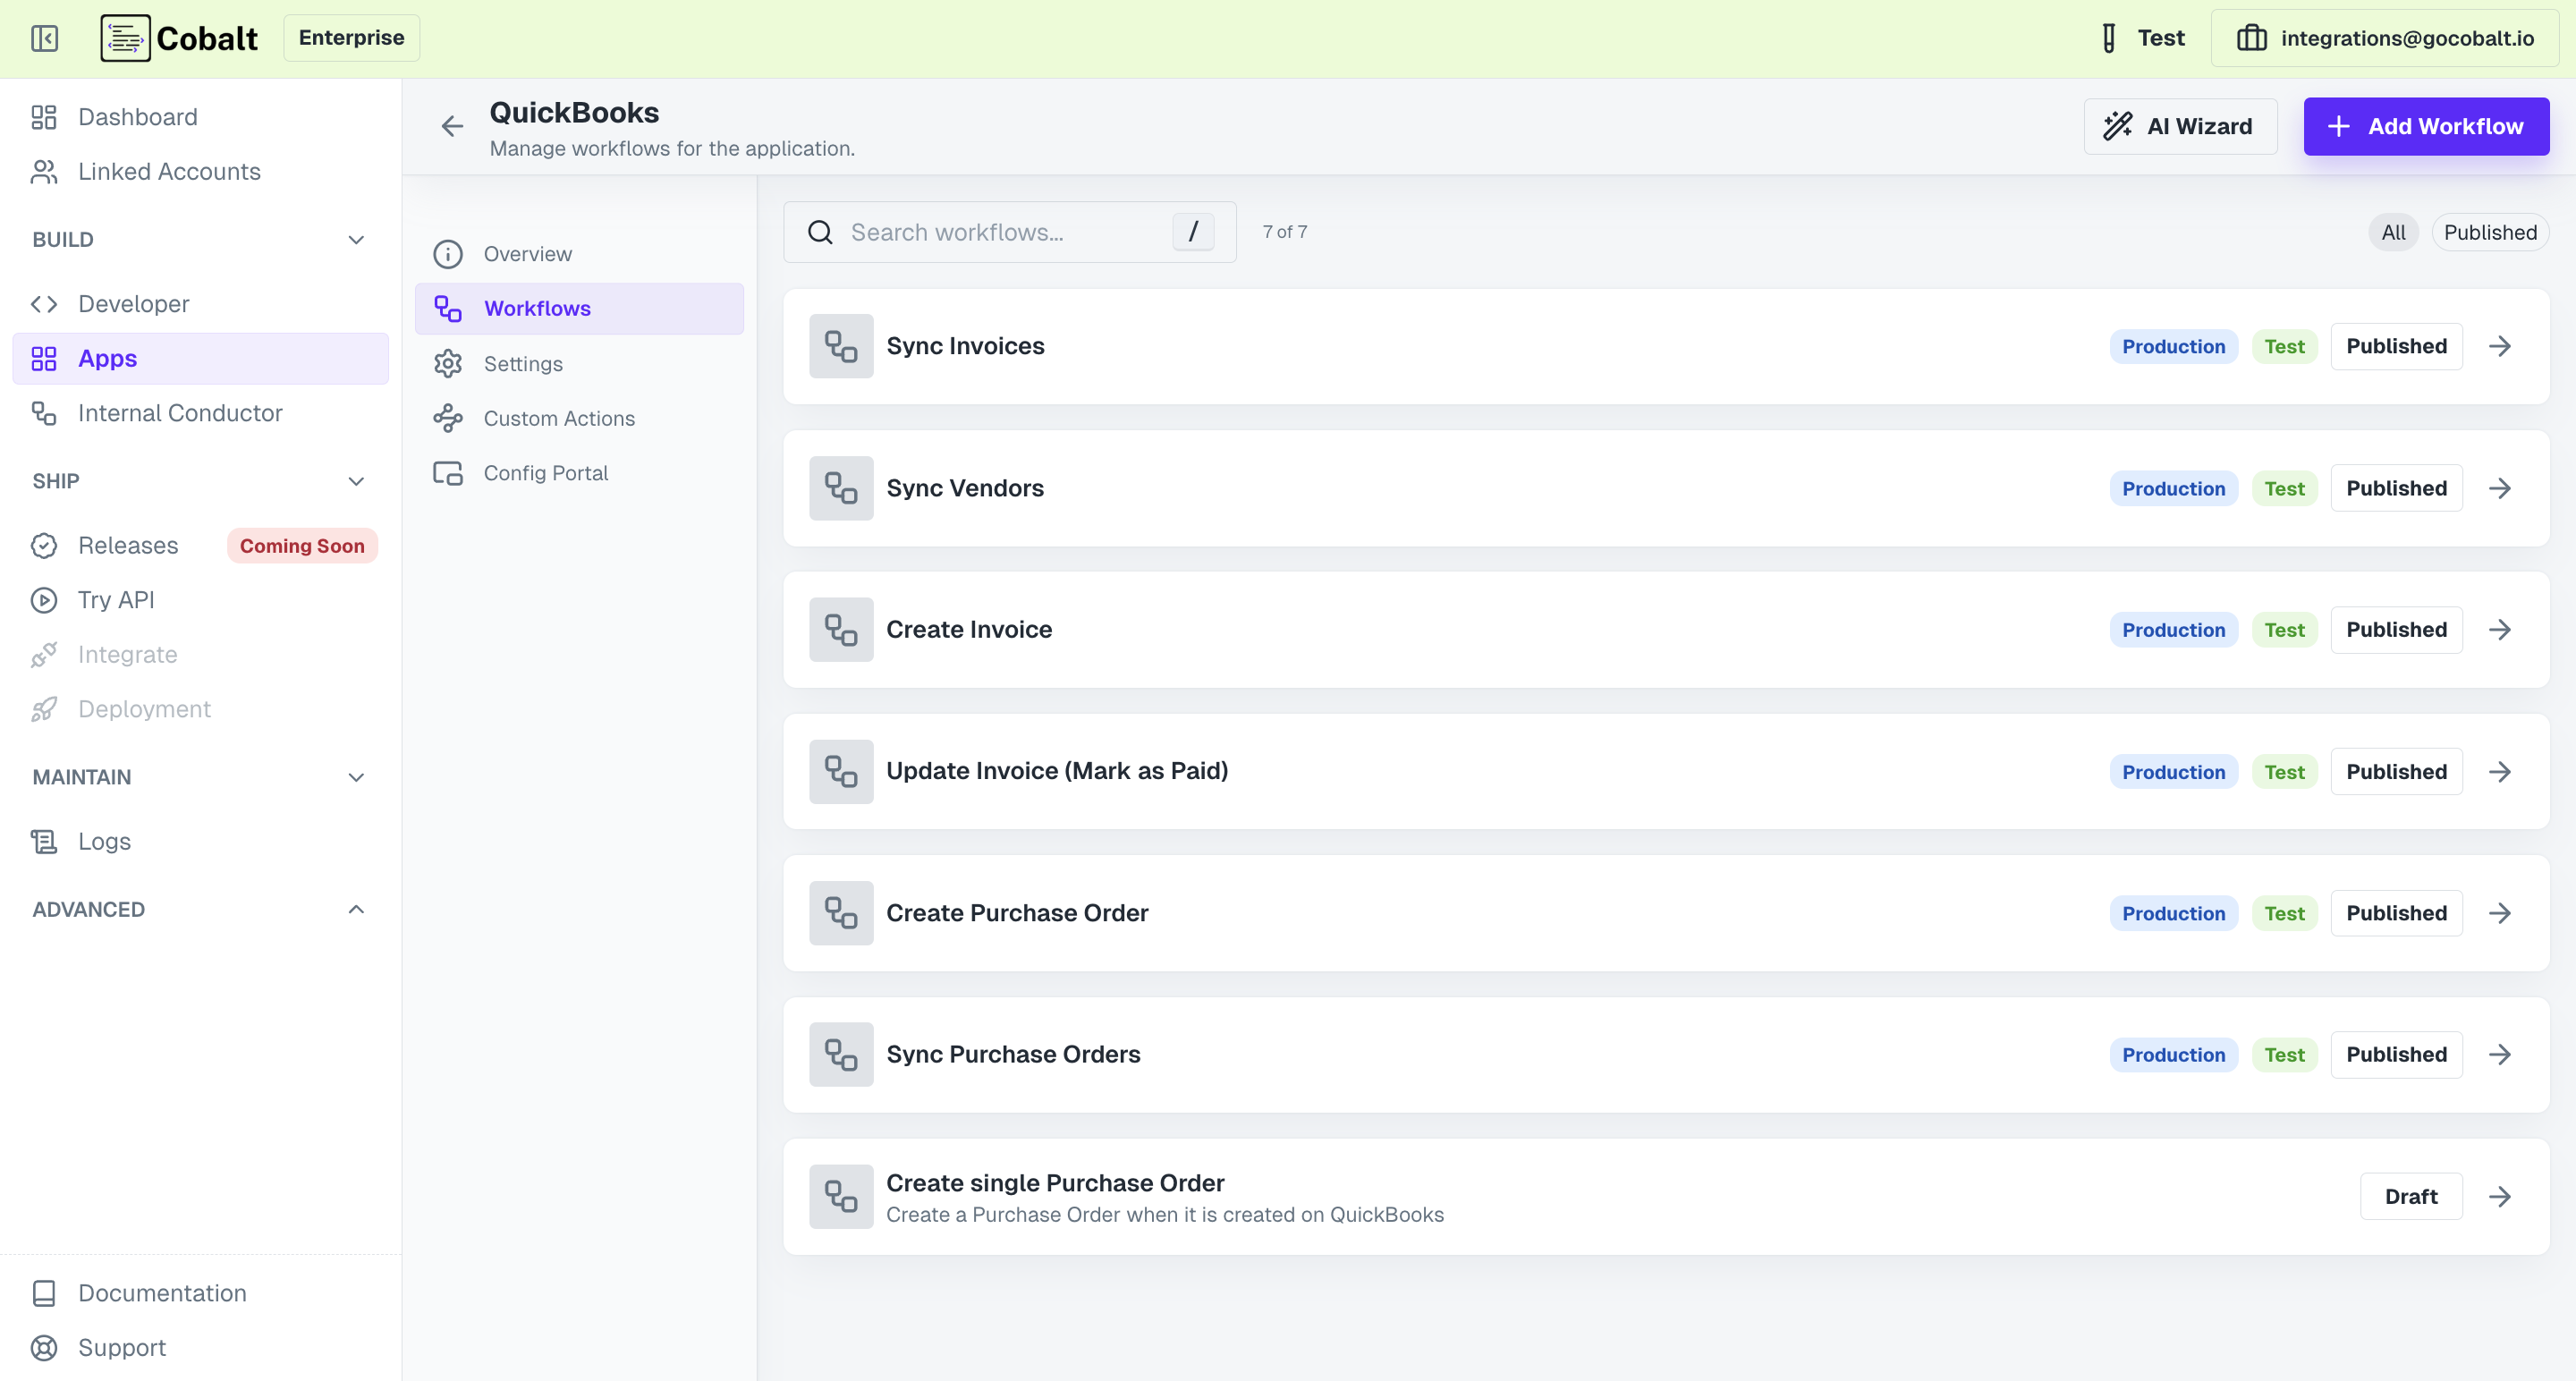 Cobalt
Enterprise
Test
integrations@gocobalt.io
Dashboard
Linked Accounts
BUILD
Developer
Apps
Internal Conductor
SHIP
Releases
Coming Soon
Try API
Integrate
Deployment
MAINTAIN
Logs
ADVANCED
Documentation
Support
QuickBooks
Manage workflows for the application.
AI Wizard
Add Workflow
Overview
Workflows
Settings
Custom Actions
Config Portal
Search workflows...
/
7 of 7
All
Published
Sync Invoices
Production
Test
Published
Sync Vendors
Production
Test
Published
Create Invoice
Production
Test
Published
Update Invoice (Mark as Paid)
Production
Test
Published
Create Purchase Order
Production
Test
Published
Sync Purchase Orders
Production
Test
Published
Create single Purchase Order
Create a Purchase Order when it is created on QuickBooks
Draft